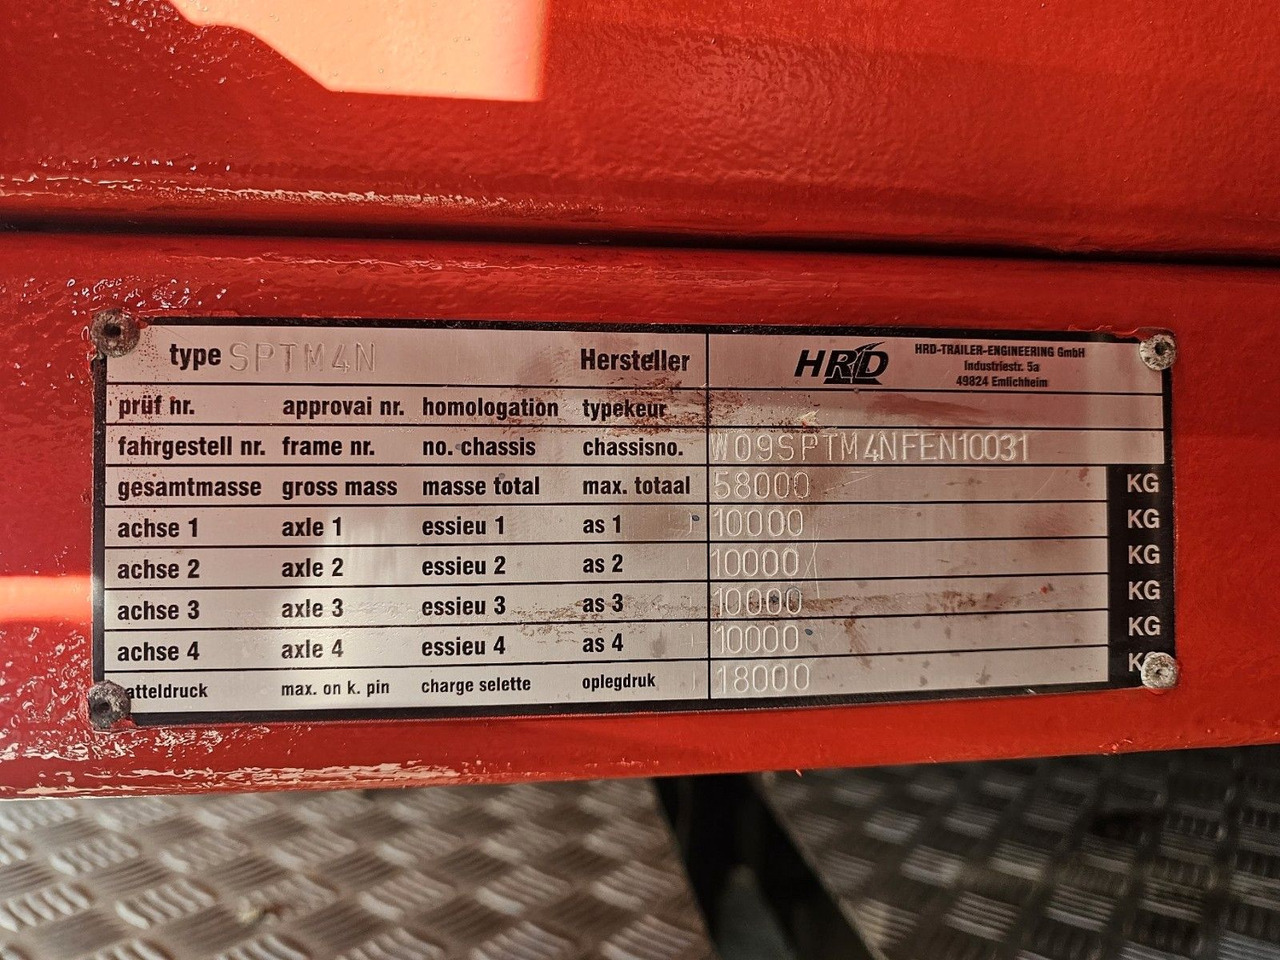 type SPTM4N Hersteller HRD HRD-TRAILER-ENGINEERING GmbH
Industriestr. 5a
49824 Emlichheim
prüf nr. approvai nr. homologation typekeur
fahrgestell nr. frame nr. no. chassis chassisno. W09SPTM4NFEN10031
gesamtmasse gross mass masse total max. totaal 58000 KG
achse 1 axle 1 essieu 1 as 1 10000 KG
achse 2 axle 2 essieu 2 as 2 10000 KG
achse 3 axle 3 essieu 3 as 3 10000 KG
achse 4 axle 4 essieu 4 as 4 10000 KG
atteldruck max. on k. pin charge selette oplegdruk 18000 K